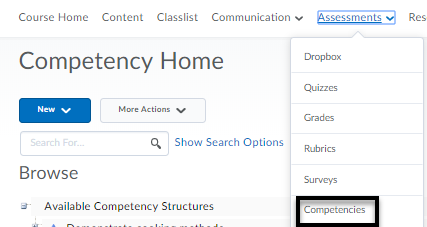 Course Home Content Classlist Communication Assessments Res
Competency Home
New More Actions
Search For... Show Search Options
Browse
Available Competency Structures
Demonstrate cooking methods
Dropbox
Quizzes
Grades
Rubrics
Surveys
Competencies